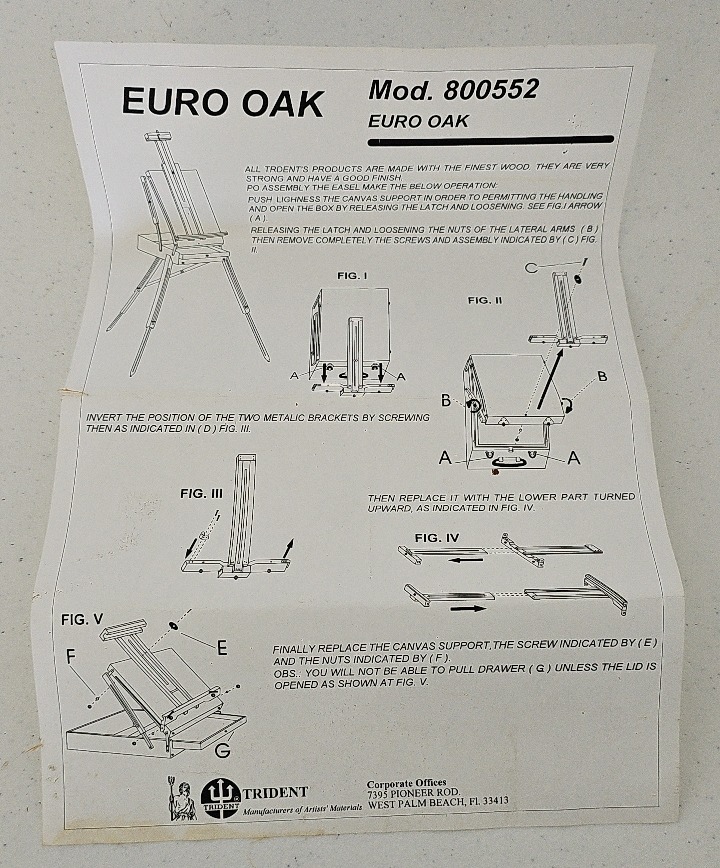 EURO OAK
Mod. 800552
EURO OAK
ALL TRDENT'S PRODUCTS ARE MADE WITH THE FINEST WOOD. THEY ARE VERY
STRONG AND HAVE A GOOD FINISH.
PO ASSEMBLY THE EASEL MAKE THE BELOW OPERATION:
PUSH LIGHNESS THE CANVAS SUPPORT IN ORDER TO PERMITTING THE HANDLING
AND OPEN THE BOX BY RELEASING THE LATCH AND LOOSENING. SEE FIG.I ARROW
( A ).
RELEASING THE LATCH AND LOOSENING THE NUTS OF THE LATERAL ARMS ( B )
THEN REMOVE COMPLETELY THE SCREWS AND ASSEMBLY INDICATED BY ( C ) FIG.
II.
FIG. I
A
A
FIG. II
C
B
B
A
A
INVERT THE POSITION OF THE TWO METALIC BRACKETS BY SCREWING
THEN AS INDICATED IN ( D ) FIG. III.
FIG. III
THEN REPLACE IT WITH THE LOWER PART TURNED
UPWARD, AS INDICATED IN FIG. IV.
FIG. IV
FIG. V
F
E
G
FINALLY REPLACE THE CANVAS SUPPORT,THE SCREW INDICATED BY ( E )
AND THE NUTS INDICATED BY ( F ).
OBS.. YOU WILL NOT BE ABLE TO PULL DRAWER ( G ) UNLESS THE LID IS
OPENED AS SHOWN AT FIG. V.
TRIDENT
TRIDENT
Manufacturers of Artists' Materials
Corporate Offices
7395 PIONEER ROD.
WEST PALM BEACH, Fl. 33413